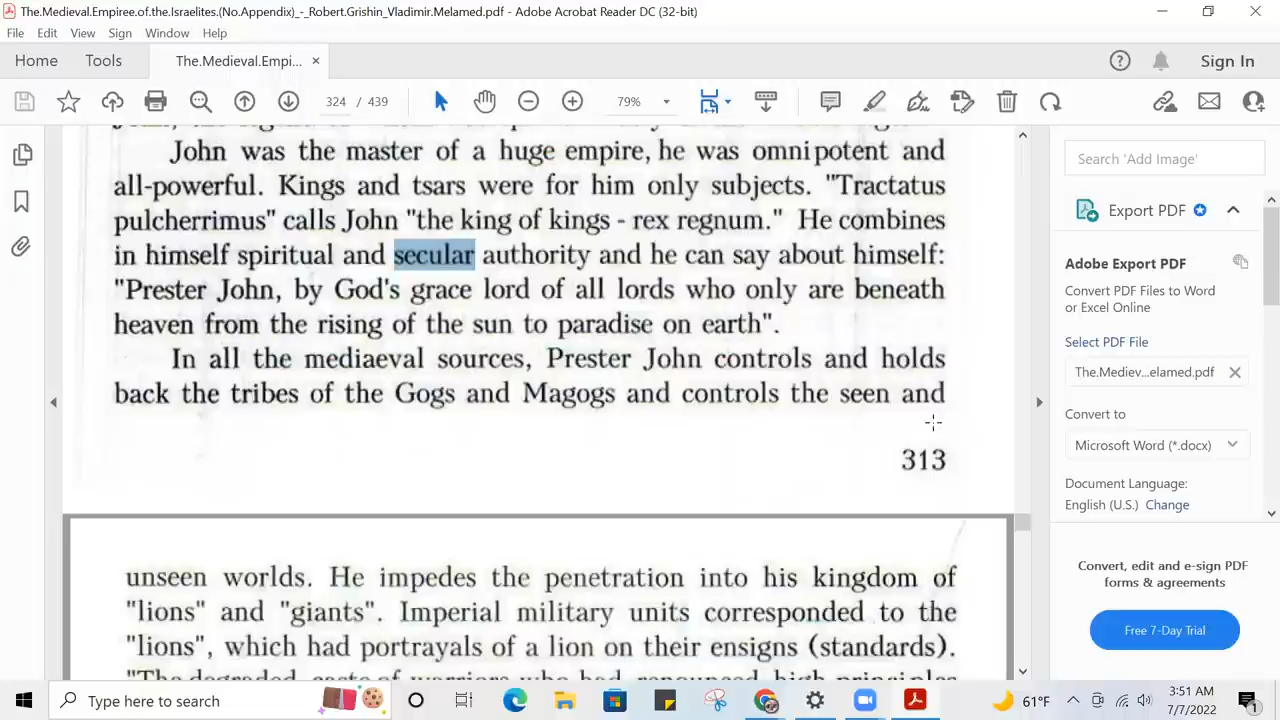 The.Medieval.Empiree.of.the.Israelites.(No.Appendix)_-_Robert.Grishin_Vladimir.Melamed.pdf - Adobe Acrobat Reader DC (32-bit)
File Edit View Sign Window Help
Home Tools The.Medieval.Empi... × Sign In
324 / 439 79%
John was the master of a huge empire, he was omnipotent and
all-powerful. Kings and tsars were for him only subjects. "Tractatus
pulcherrimus" calls John "the king of kings - rex regnum." He combines
in himself spiritual and secular authority and he can say about himself:
"Prester John, by God's grace lord of all lords who only are beneath
heaven from the rising of the sun to paradise on earth".
In all the mediaeval sources, Prester John controls and holds
back the tribes of the Gogs and Magogs and controls the seen and
313
unseen worlds. He impedes the penetration into his kingdom of
"lions" and "giants". Imperial military units corresponded to the
"lions", which had portrayals of a lion on their ensigns (standards).
"The degraded caste of warriors who had renounced high principles
Search 'Add Image'
Export PDF
Adobe Export PDF
Convert PDF Files to Word
or Excel Online
Select PDF File
The.Mediev...elamed.pdf
Convert to
Microsoft Word (*.docx)
Document Language:
English (U.S.) Change
Convert, edit and e-sign PDF
forms & agreements
Free 7-Day Trial
Type here to search
61°F
3:51 AM
7/7/2022
1